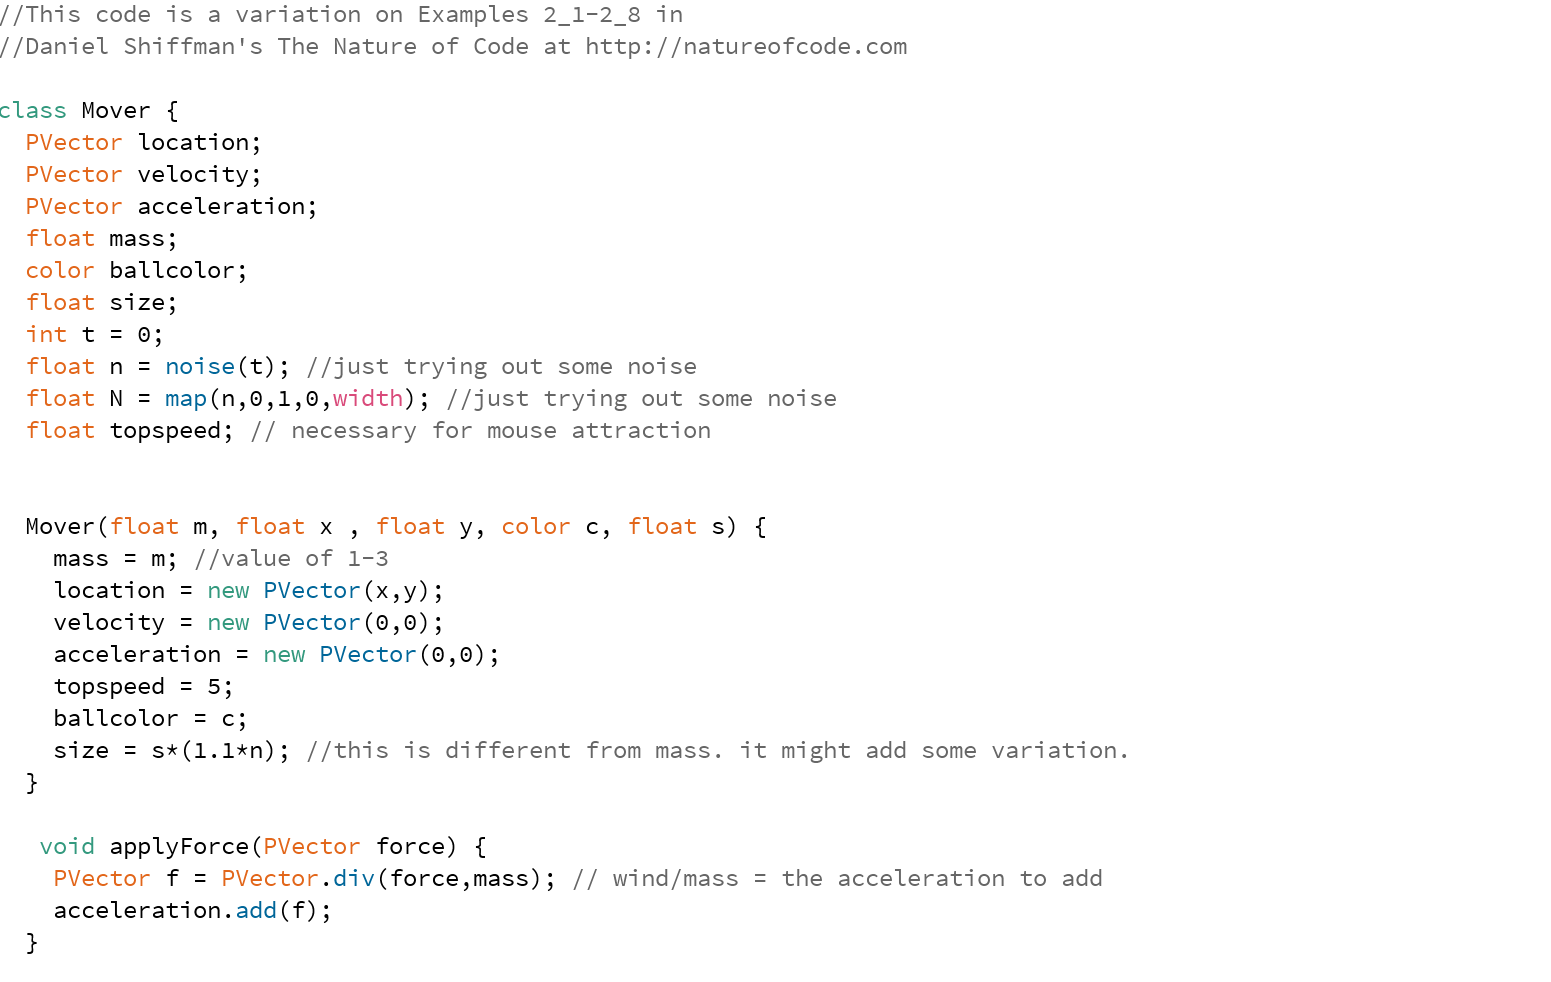 //This code is a variation on Examples 2_1-2_8 in
//Daniel Shiffman's The Nature of Code at http://natureofcode.com
class Mover {
PVector location;
PVector velocity;
PVector acceleration;
float mass;
color ballcolor;
float size;
int t = 0;
float n = noise(t); //just trying out some noise
float N = map(n,0,1,0,width); //just trying out some noise
float topspeed; // necessary for mouse attraction
Mover(float m, float x , float y, color c, float s) {
mass = m; //value of 1-3
location = new PVector(x,y);
velocity = new PVector(0,0);
acceleration = new PVector(0,0);
topspeed = 5;
ballcolor = c;
size = s*(1.1*n); //this is different from mass. it might add some variation.
}
void applyForce(PVector force) {
PVector f = PVector.div(force,mass); // wind/mass = the acceleration to add
acceleration.add(f);
}